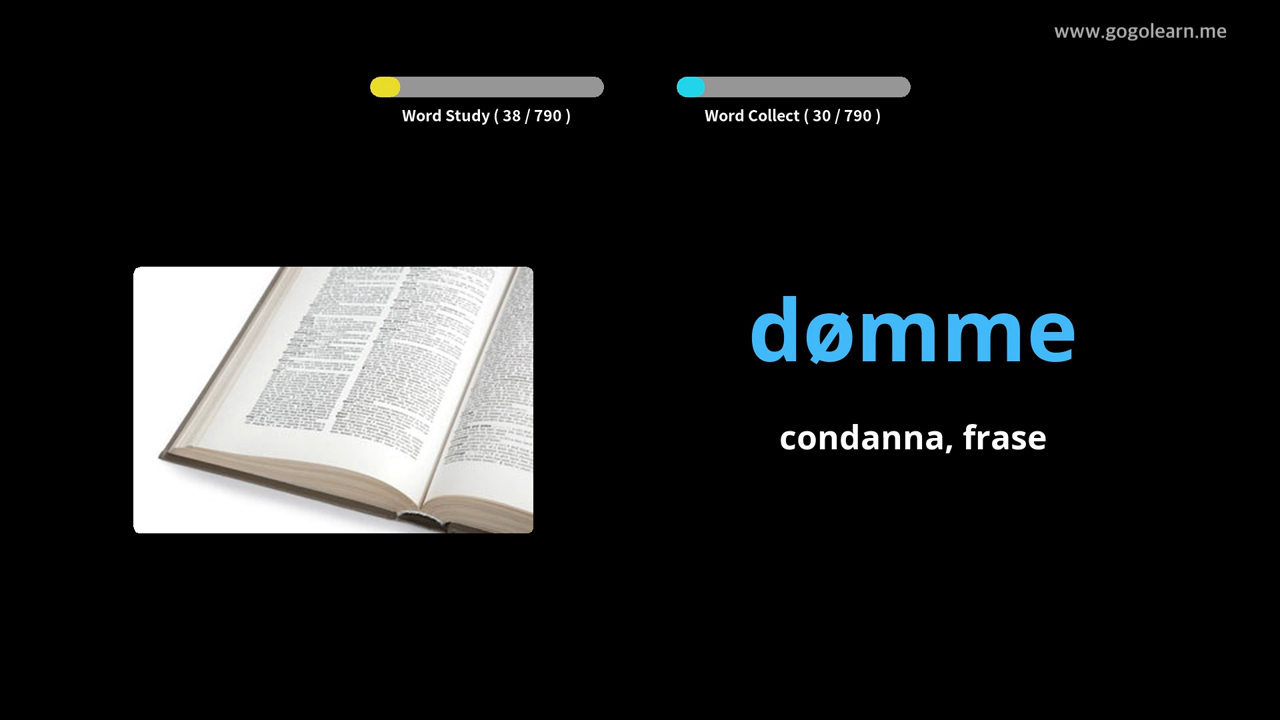 www.gogolearn.me
Word Study ( 38 / 790 )
Word Collect ( 30 / 790 )
dømme
condanna, frase